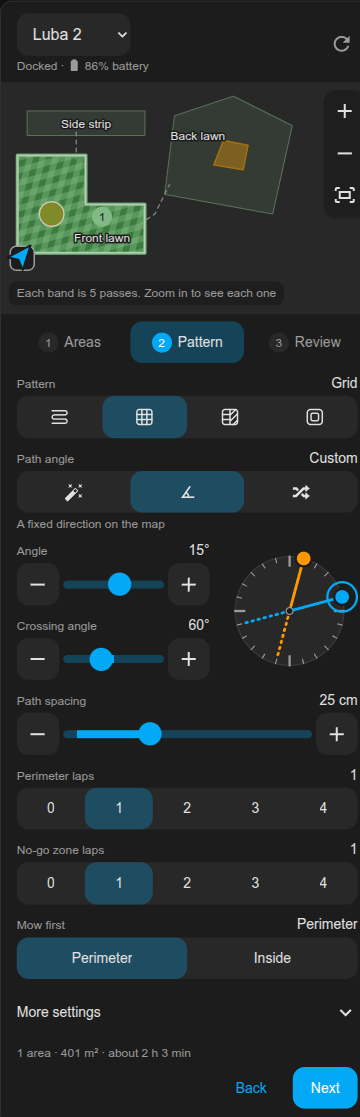 Luba 2
Docked · 86% battery
Side strip
Back lawn
1
Front lawn
Each band is 5 passes. Zoom in to see each one
1 Areas
2 Pattern
3 Review
Pattern Grid
Path angle Custom
A fixed direction on the map
Angle 15°
Crossing angle 60°
Path spacing 25 cm
Perimeter laps 1
0 1 2 3 4
No-go zone laps 1
0 1 2 3 4
Mow first Perimeter
Perimeter Inside
More settings
1 area · 401 m² · about 2 h 3 min
Back Next